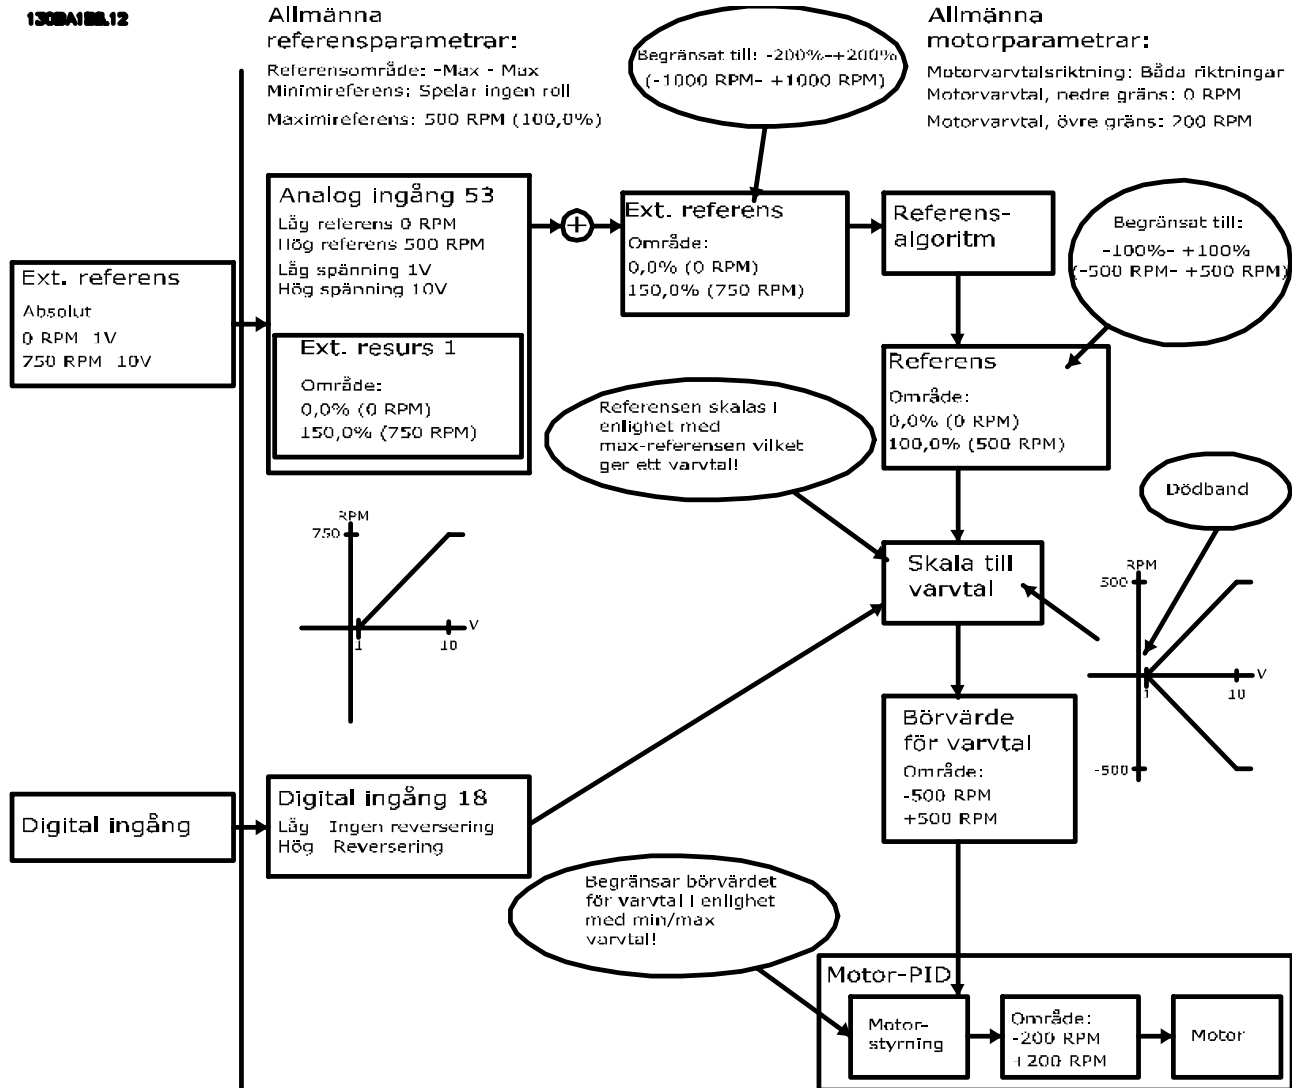 130BA188.12
Allmänna
referensparametrar:
Referensområde: -Max - Max
Minimireferens: Spelar ingen roll
Maximireferens: 500 RPM (100,0%)
Begränsat till: -200%-+200%
(-1000 RPM- +1000 RPM)
Allmänna
motorparametrar:
Motorvarvtalsriktning: Båda riktningar
Motorvarvtal, nedre gräns: 0 RPM
Motorvarvtal, övre gräns: 200 RPM
Ext. referens
Absolut
0 RPM 1V
750 RPM 10V
Analog ingång 53
Låg referens 0 RPM
Hög referens 500 RPM
Låg spänning 1V
Hög spänning 10V
Ext. resurs 1
Område:
0,0% (0 RPM)
150,0% (750 RPM)
+
Ext. referens
Område:
0,0% (0 RPM)
150,0% (750 RPM)
Referens-
algoritm
Begränsat till:
-100%- +100%
(-500 RPM- +500 RPM)
Referens
Område:
0,0% (0 RPM)
100,0% (500 RPM)
Referensen skalas I
enlighet med
max-referensen vilket
ger ett varvtal!
Dödband
RPM
750
V
1
10
Skala till
varvtal
RPM
500
V
1
10
-500
Börvärde
för varvtal
Område:
-500 RPM
+500 RPM
Digital ingång
Digital ingång 18
Låg Ingen reversering
Hög Reversering
Begränsar börvärdet
för varvtal I enlighet
med min/max
varvtal!
Motor-PID
Motor-
styrning
Område:
-200 RPM
+200 RPM
Motor